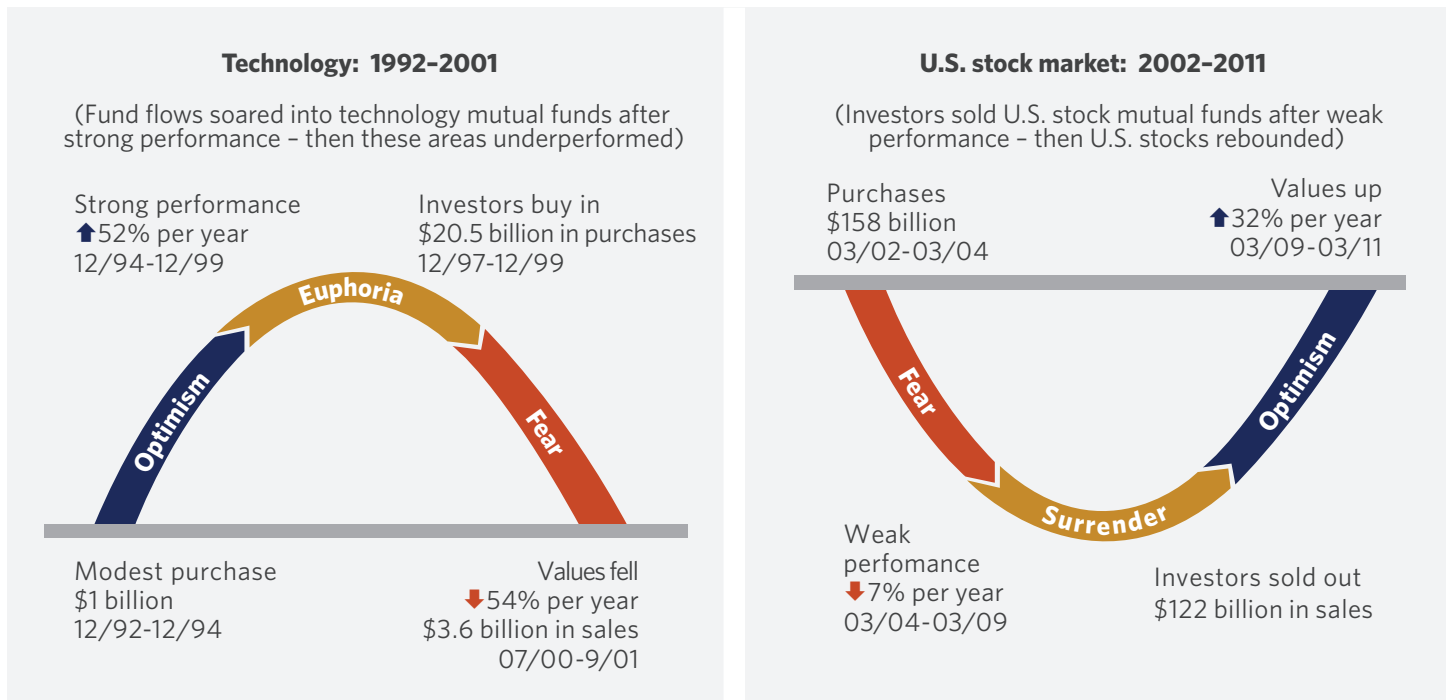 Technology: 1992–2001
(Fund flows soared into technology mutual funds after
strong performance – then these areas underperformed)
Strong performance
52% per year
12/94-12/99
Investors buy in
$20.5 billion in purchases
12/97-12/99
Euphoria
Optimism
Fear
Modest purchase
$1 billion
12/92-12/94
Values fell
54% per year
$3.6 billion in sales
07/00-9/01
U.S. stock market: 2002–2011
(Investors sold U.S. stock mutual funds after weak
performance – then U.S. stocks rebounded)
Purchases
$158 billion
03/02-03/04
Values up
32% per year
03/09-03/11
Fear
Surrender
Optimism
Weak
perfomance
7% per year
03/04-03/09
Investors sold out
$122 billion in sales